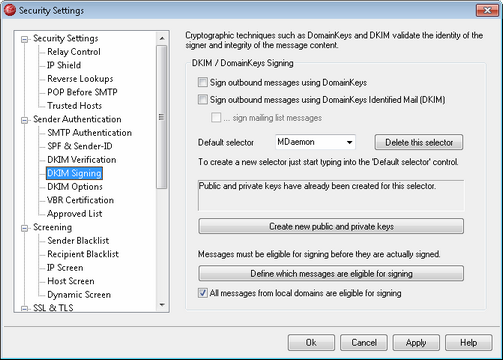 Security Settings
Security Settings
Relay Control
IP Shield
Reverse Lookups
POP Before SMTP
Trusted Hosts
Sender Authentication
SMTP Authentication
SPF & Sender-ID
DKIM Verification
DKIM Signing
DKIM Options
VBR Certification
Approved List
Screening
Sender Blacklist
Recipient Blacklist
IP Screen
Host Screen
Dynamic Screen
SSL & TLS
Cryptographic techniques such as DomainKeys and DKIM validate the identity of the
signer and integrity of the message content.
DKIM / DomainKeys Signing
Sign outbound messages using DomainKeys
Sign outbound messages using DomainKeys Identified Mail (DKIM)
... sign mailing list messages
Default selector MDaemon Delete this selector
To create a new selector just start typing into the 'Default selector' control.
Public and private keys have already been created for this selector.
Create new public and private keys
Messages must be eligible for signing before they are actually signed.
Define which messages are eligible for signing
All messages from local domains are eligible for signing
Ok Cancel Apply Help